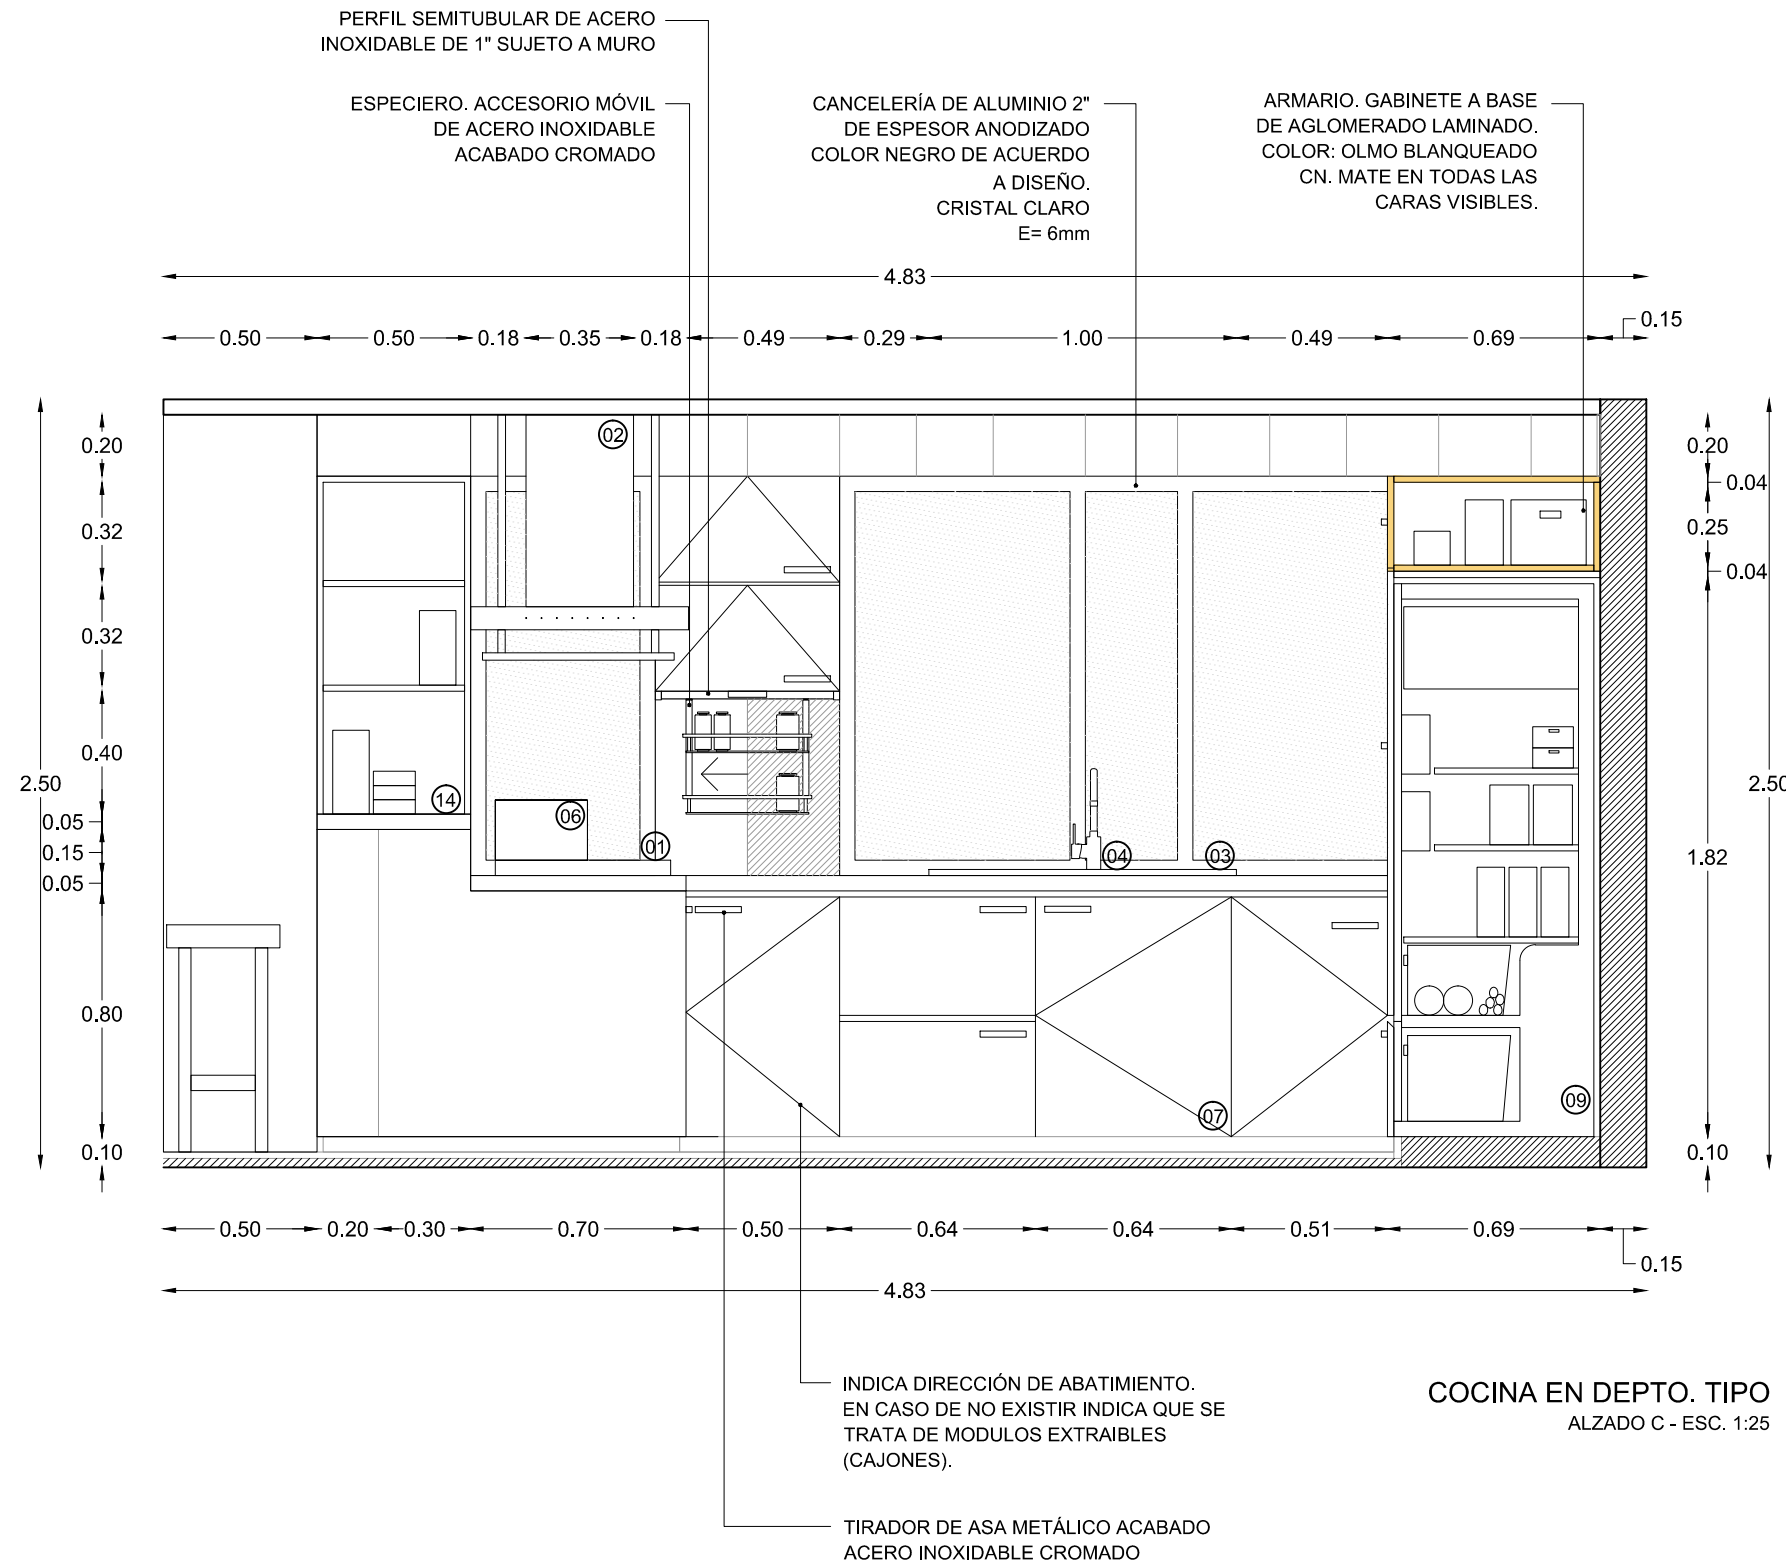 PERFIL SEMITUBULAR DE ACERO
INOXIDABLE DE 1" SUJETO A MURO
ESPECIERO. ACCESORIO MÓVIL
DE ACERO INOXIDABLE
ACABADO CROMADO
CANCELERÍA DE ALUMINIO 2"
DE ESPESOR ANODIZADO
COLOR NEGRO DE ACUERDO
A DISEÑO.
CRISTAL CLARO
E= 6mm
ARMARIO. GABINETE A BASE
DE AGLOMERADO LAMINADO.
COLOR: OLMO BLANQUEADO
CN. MATE EN TODAS LAS
CARAS VISIBLES.
4.83
0.15
0.50 0.50 0.18 0.35 0.18 0.49 0.29 1.00 0.49 0.69
2.50
0.20
0.32
0.32
0.40
0.05
0.15
0.05
0.80
0.10
02
14
06
01
04
03
07
09
0.20
0.04
0.25
0.04
1.82
0.10
2.50
0.50 0.20 0.30 0.70 0.50 0.64 0.64 0.51 0.69
0.15
4.83
INDICA DIRECCIÓN DE ABATIMIENTO.
EN CASO DE NO EXISTIR INDICA QUE SE
TRATA DE MODULOS EXTRAIBLES
(CAJONES).
TIRADOR DE ASA METÁLICO ACABADO
ACERO INOXIDABLE CROMADO
COCINA EN DEPTO. TIPO
ALZADO C - ESC. 1:25